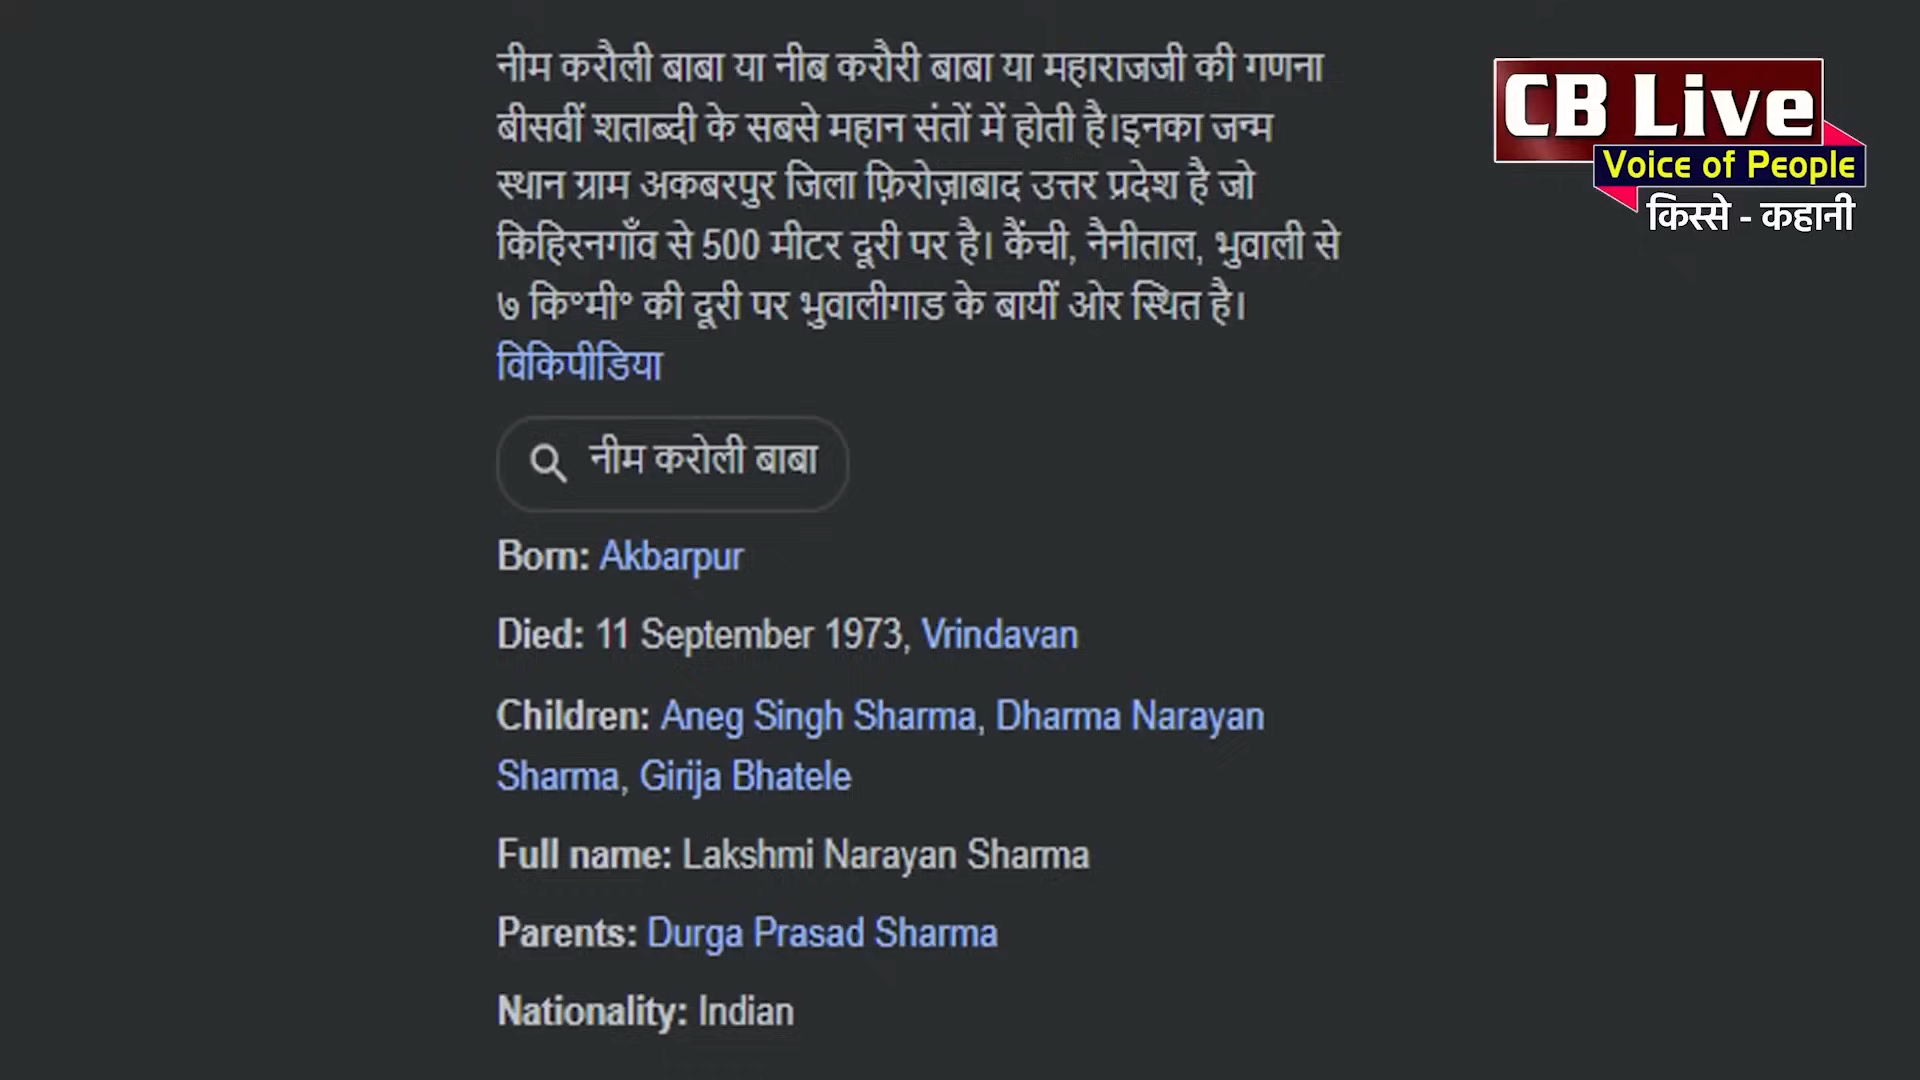 नीम करौली बाबा या नीब करौरी बाबा या महाराजजी की गणना
बीसवीं शताब्दी के सबसे महान संतों में होती है।इनका जन्म
स्थान ग्राम अकबरपुर जिला फ़िरोज़ाबाद उत्तर प्रदेश है जो
किहिरनगाँव से 500 मीटर दूरी पर है। कैंची, नैनीताल, भुवाली से
७ कि॰मी॰ की दूरी पर भुवालीगाड के बायीं ओर स्थित है।
विकिपीडिया
नीम करोली बाबा
Born: Akbarpur
Died: 11 September 1973, Vrindavan
Children: Aneg Singh Sharma, Dharma Narayan
Sharma, Girija Bhatele
Full name: Lakshmi Narayan Sharma
Parents: Durga Prasad Sharma
Nationality: Indian
CB Live
Voice of People
किस्से - कहानी